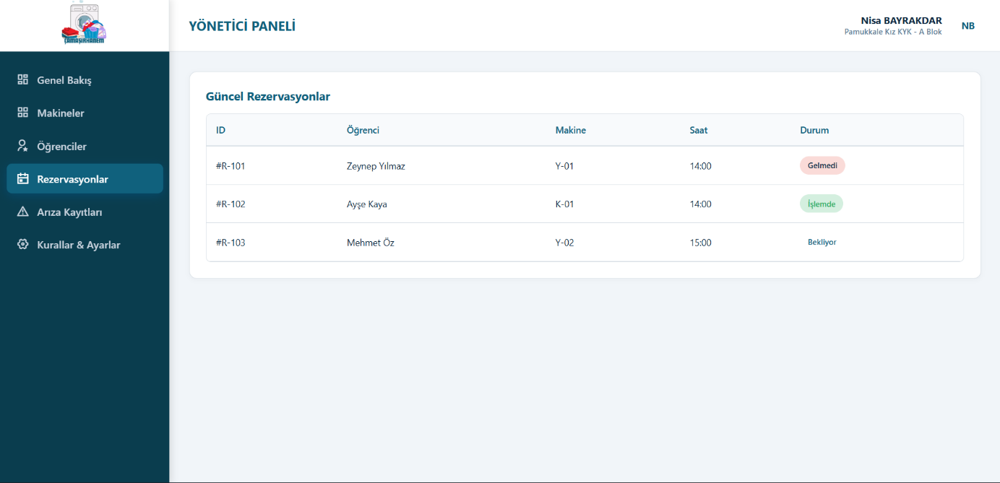 ÇAMAŞIRHANEM
YÖNETİCİ PANELİ
Nisa BAYRAKDAR
Pamukkale Kız KYK - A Blok
NB
Genel Bakış
Makineler
Öğrenciler
Rezervasyonlar
Arıza Kayıtları
Kurallar & Ayarlar
Güncel Rezervasyonlar
ID Öğrenci Makine Saat Durum
#R-101 Zeynep Yılmaz Y-01 14:00 Gelmedi
#R-102 Ayşe Kaya K-01 14:00 İşlemde
#R-103 Mehmet Öz Y-02 15:00 Bekliyor